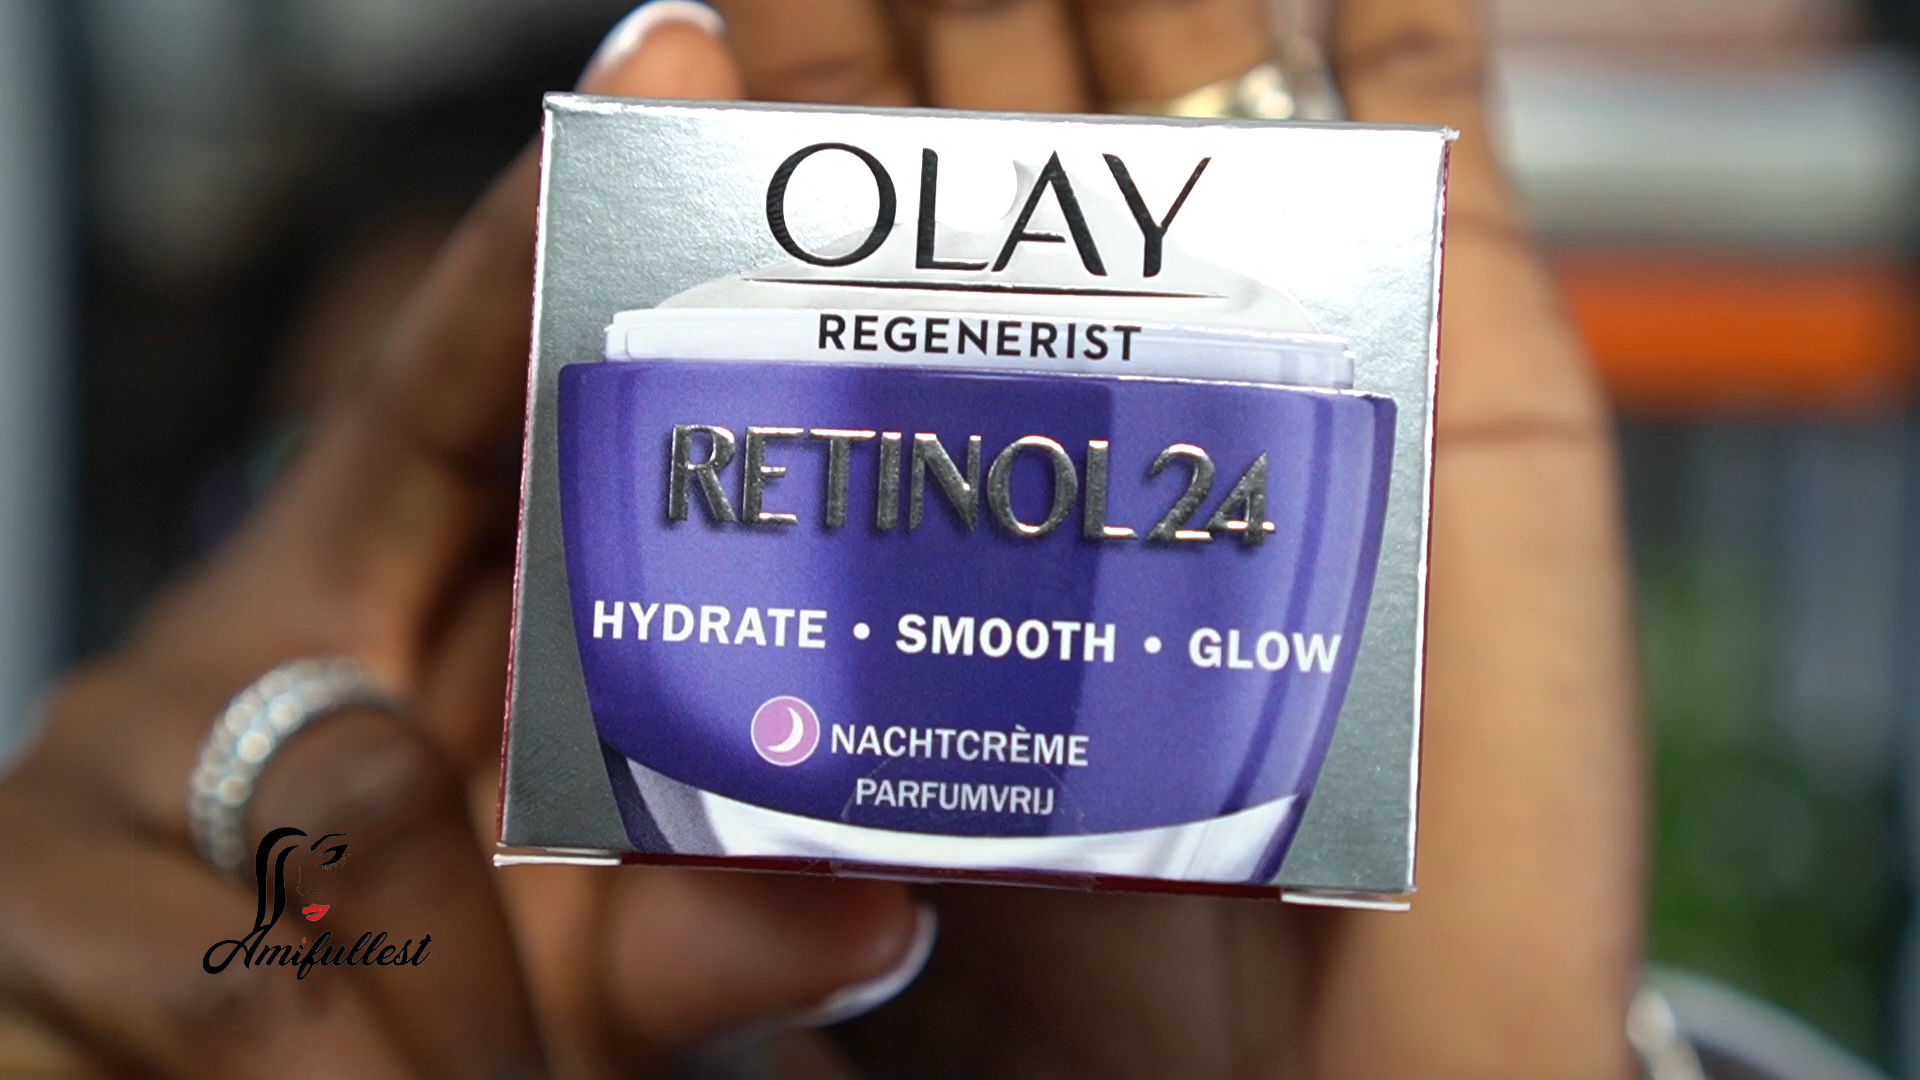 OLAY
REGENERIST
RETINOL24
HYDRATE • SMOOTH • GLOW
NACHTCRÈME
PARFUMVRIJ
Amifullest